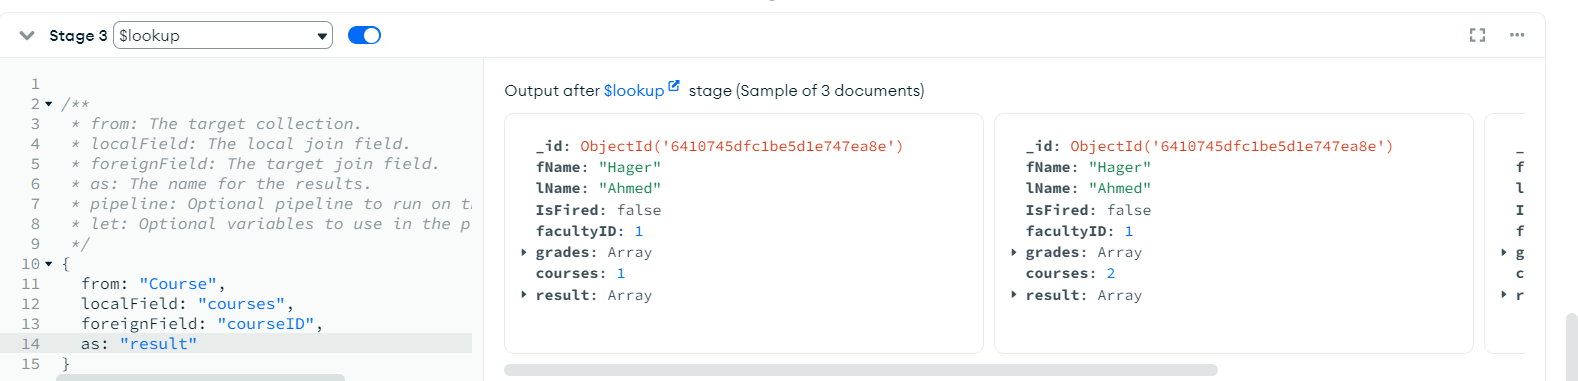 Stage 3 $lookup
Output after $lookup stage (Sample of 3 documents)
1
2 /**
3 * from: The target collection.
4 * localField: The local join field.
5 * foreignField: The target join field.
6 * as: The name for the results.
7 * pipeline: Optional pipeline to run on
8 * let: Optional variables to use in the
9 */
10 {
11 from: "Course",
12 localField: "courses",
13 foreignField: "courseID",
14 as: "result"
15 }
_id: ObjectId('6410745dfc1be5d1e747ea8e')
fName: "Hager"
lName: "Ahmed"
IsFired: false
facultyID: 1
grades: Array
courses: 1
result: Array
_id: ObjectId('6410745dfc1be5d1e747ea8e')
fName: "Hager"
lName: "Ahmed"
IsFired: false
facultyID: 1
grades: Array
courses: 2
result: Array